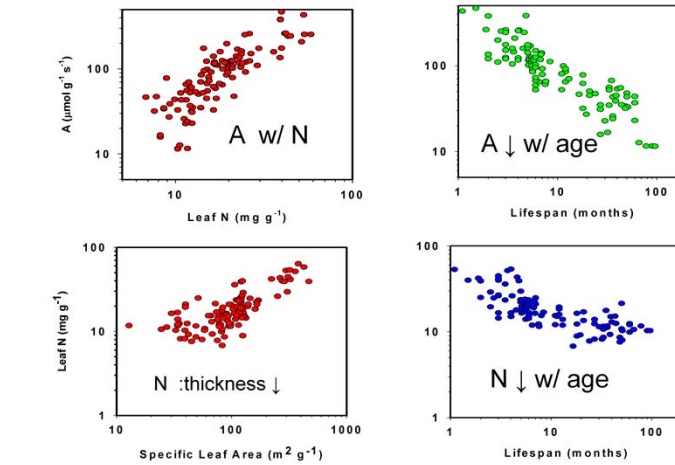 A (μmol g⁻¹ s⁻¹)
100
10
A w/ N
10
100
Leaf N (mg g⁻¹)
100
10
A ↓ w/ age
1
10
100
Lifespan (months)
Leaf N (mg g⁻¹)
100
10
1
N :thickness ↓
10
100
1000
Specific Leaf Area (m² g⁻¹)
100
10
1
N ↓ w/ age
1
10
100
Lifespan (months)